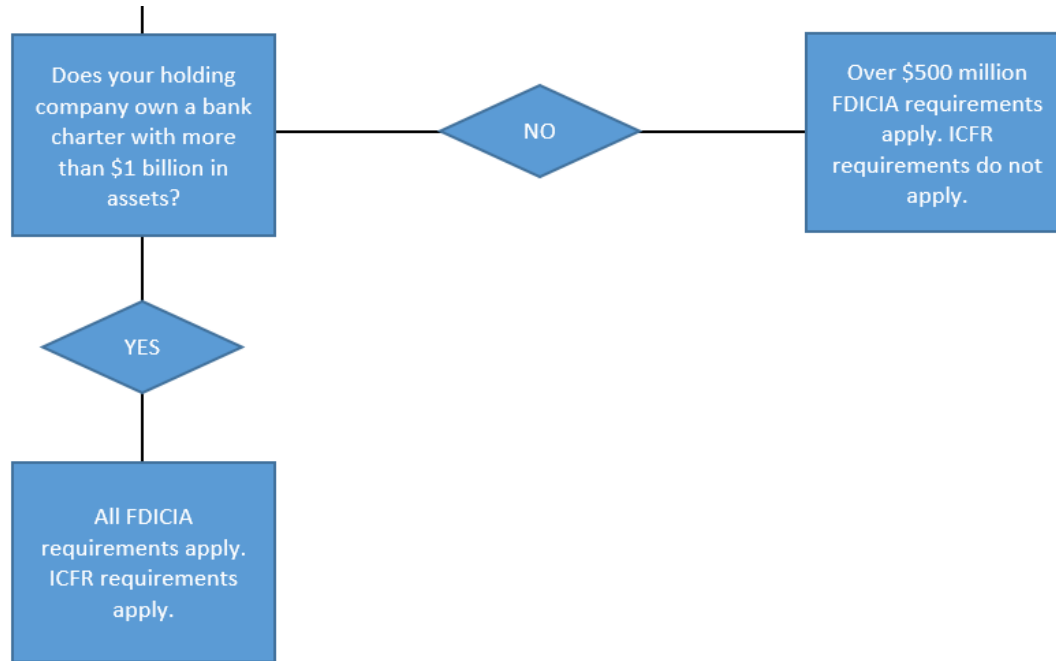 Does your holding
company own a bank
charter with more
than $1 billion in
assets?
NO
Over $500 million
FDICIA requirements
apply. ICFR
requirements do not
apply.
YES
All FDICIA
requirements apply.
ICFR requirements
apply.